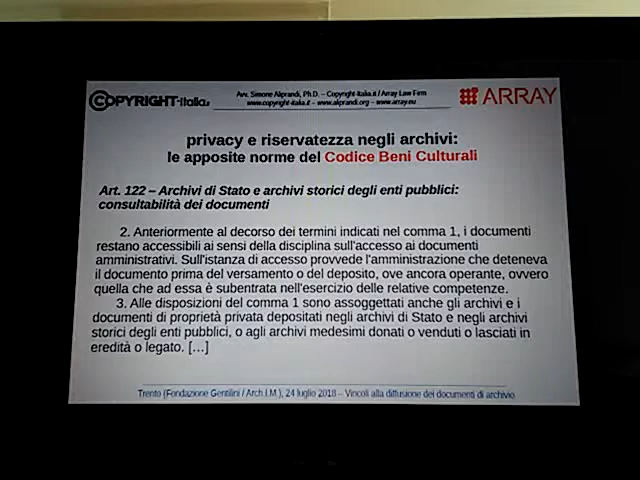 COPYRIGHT-Italia.it
Avv. Simone Aliprandi, Ph.D. – Copyright-Italia.it / Array Law Firm
www.copyright-italia.it – www.aliprandi.org – www.array.eu
ARRAY
privacy e riservatezza negli archivi:
le apposite norme del Codice Beni Culturali
Art. 122 – Archivi di Stato e archivi storici degli enti pubblici:
consultabilità dei documenti
2. Anteriormente al decorso dei termini indicati nel comma 1, i documenti
restano accessibili ai sensi della disciplina sull'accesso ai documenti
amministrativi. Sull'istanza di accesso provvede l'amministrazione che deteneva
il documento prima del versamento o del deposito, ove ancora operante, ovvero
quella che ad essa è subentrata nell'esercizio delle relative competenze.
3. Alle disposizioni del comma 1 sono assoggettati anche gli archivi e i
documenti di proprietà privata depositati negli archivi di Stato e negli archivi
storici degli enti pubblici, o agli archivi medesimi donati o venduti o lasciati in
eredità o legato. [...]
Trento (Fondazione Gentilini / Arch.I.M.), 24 luglio 2018 – Vincoli alla diffusione dei documenti di archivio